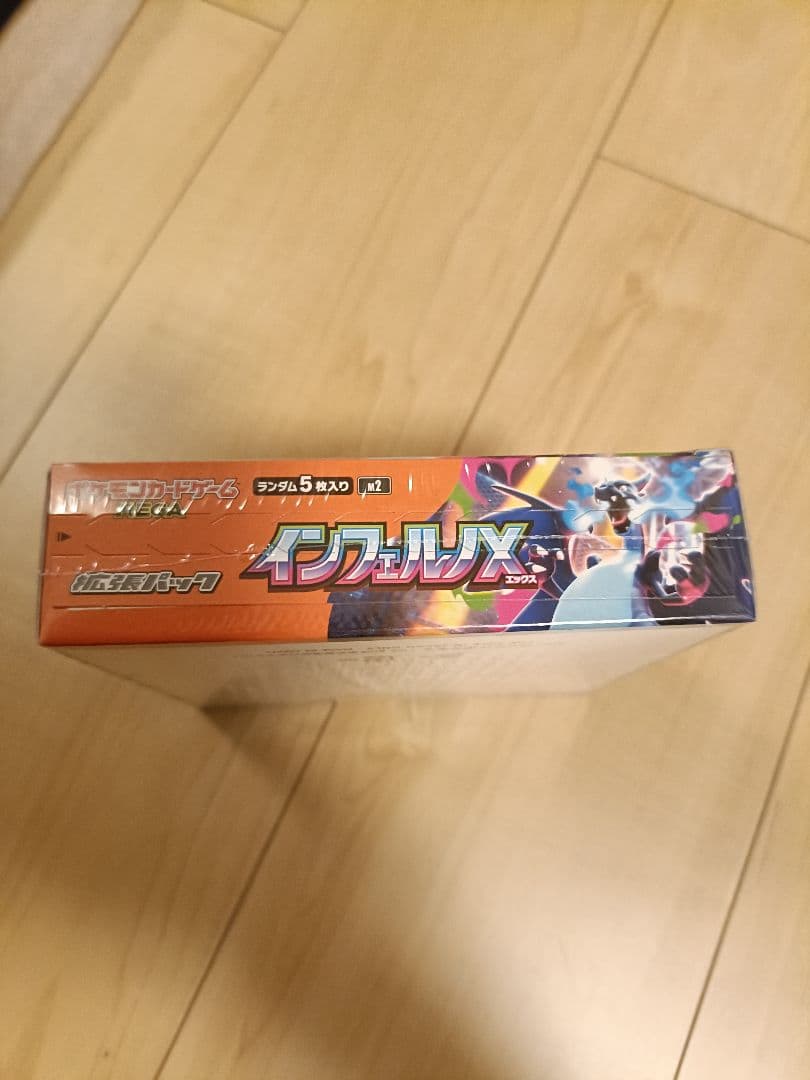 ポケモンカードゲーム
MEGA
ランダム5枚入り M2
インフェルノX
エックス
拡張パック